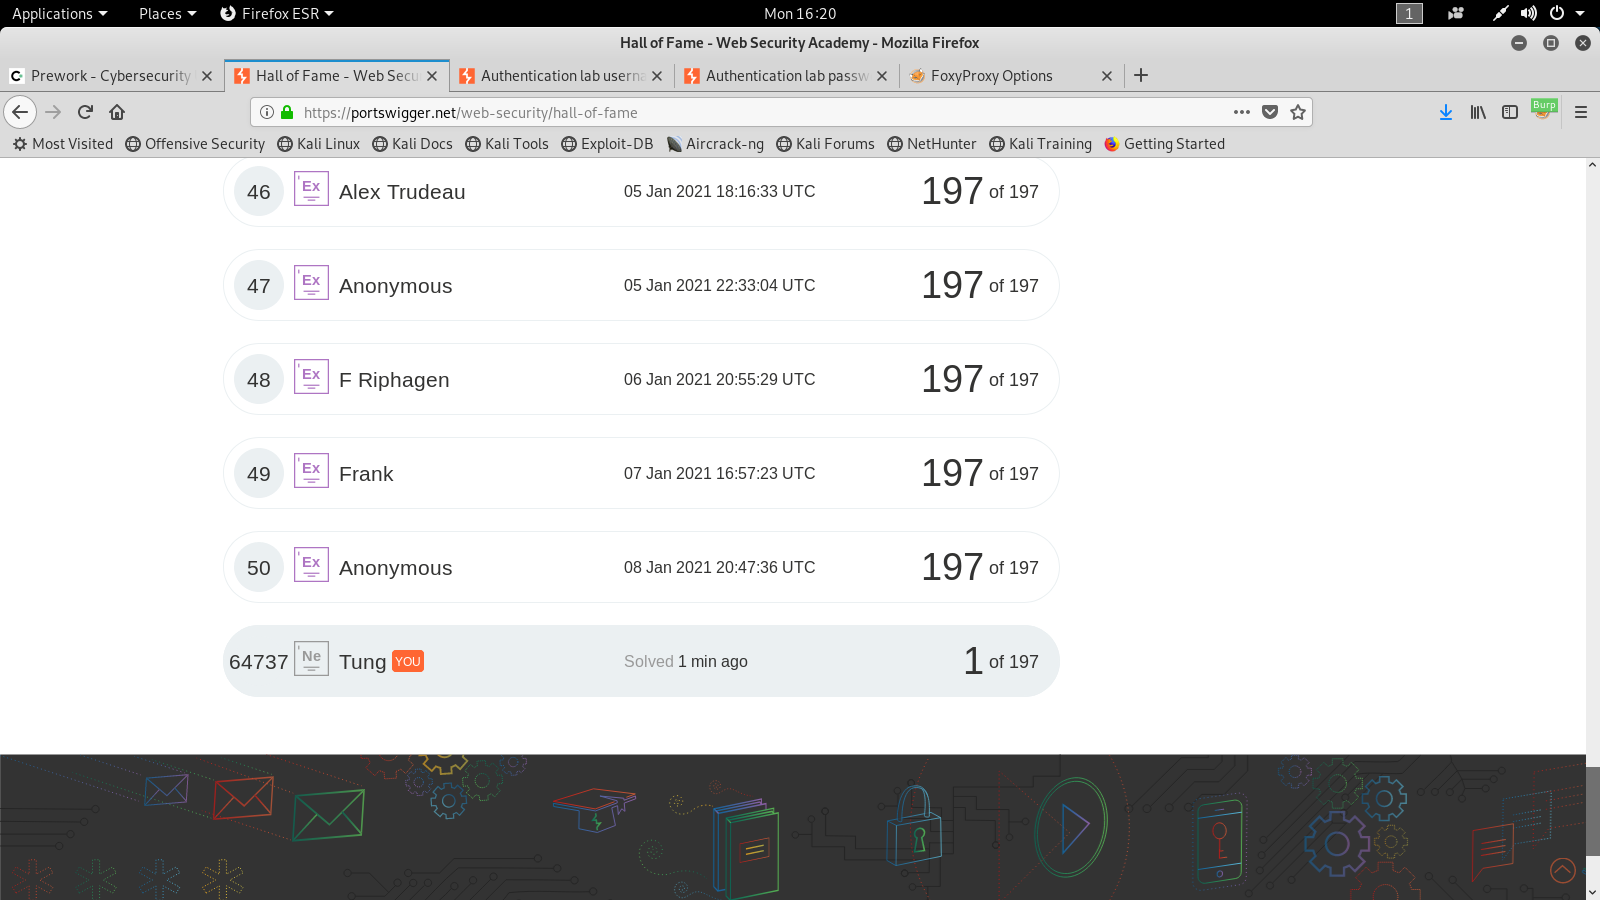 Applications Places Firefox ESR Mon 16:20 1
Hall of Fame - Web Security Academy - Mozilla Firefox
Prework - Cybersecurity Hall of Fame - Web Secu Authentication lab userna Authentication lab passw FoxyProxy Options
https://portswigger.net/web-security/hall-of-fame Burp
Most Visited Offensive Security Kali Linux Kali Docs Kali Tools Exploit-DB Aircrack-ng Kali Forums NetHunter Kali Training Getting Started
46 Ex Alex Trudeau 05 Jan 2021 18:16:33 UTC 197 of 197
47 Ex Anonymous 05 Jan 2021 22:33:04 UTC 197 of 197
48 Ex F Riphagen 06 Jan 2021 20:55:29 UTC 197 of 197
49 Ex Frank 07 Jan 2021 16:57:23 UTC 197 of 197
50 Ex Anonymous 08 Jan 2021 20:47:36 UTC 197 of 197
64737 Ne Tung YOU Solved 1 min ago 1 of 197